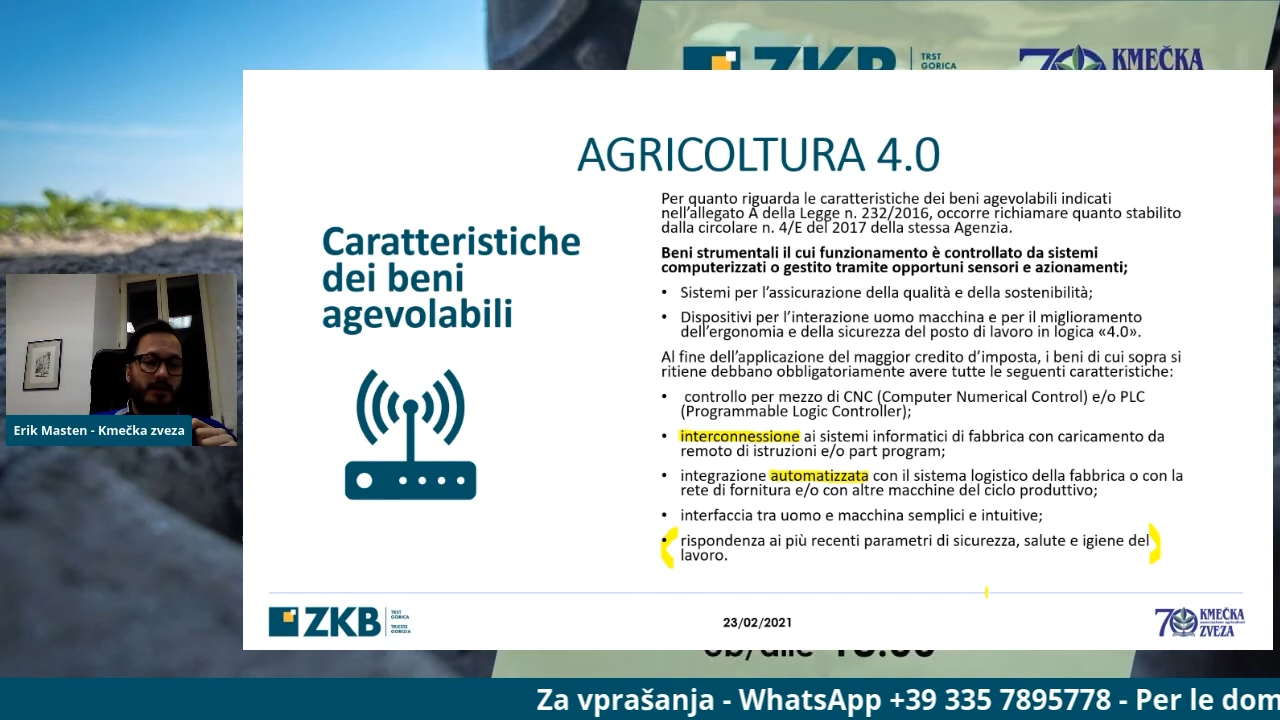 ZKB
TRST
GORICA
70 KMEČKA
AGRICOLTURA 4.0
Caratteristiche
dei beni
agevolabili
Per quanto riguarda le caratteristiche dei beni agevolabili indicati
nell’allegato A della Legge n. 232/2016, occorre richiamare quanto stabilito
dalla circolare n. 4/E del 2017 della stessa Agenzia.
Beni strumentali il cui funzionamento è controllato da sistemi
computerizzati o gestito tramite opportuni sensori e azionamenti;
• Sistemi per l’assicurazione della qualità e della sostenibilità;
• Dispositivi per l’interazione uomo macchina e per il miglioramento
dell’ergonomia e della sicurezza del posto di lavoro in logica «4.0».
Al fine dell’applicazione del maggior credito d’imposta, i beni di cui sopra si
ritiene debbano obbligatoriamente avere tutte le seguenti caratteristiche:
• controllo per mezzo di CNC (Computer Numerical Control) e/o PLC
(Programmable Logic Controller);
• interconnessione ai sistemi informatici di fabbrica con caricamento da
remoto di istruzioni e/o part program;
• integrazione automatizzata con il sistema logistico della fabbrica o con la
rete di fornitura e/o con altre macchine del ciclo produttivo;
• interfaccia tra uomo e macchina semplici e intuitive;
• rispondenza ai più recenti parametri di sicurezza, salute e igiene del
lavoro.
Erik Masten - Kmečka zveza
ZKB
TRST
GORICA
TRIESTE
GORIZIA
23/02/2021
70 KMEČKA
ZVEZA
ob/alle 18.00
Za vprašanja - WhatsApp +39 335 7895778 - Per le dom